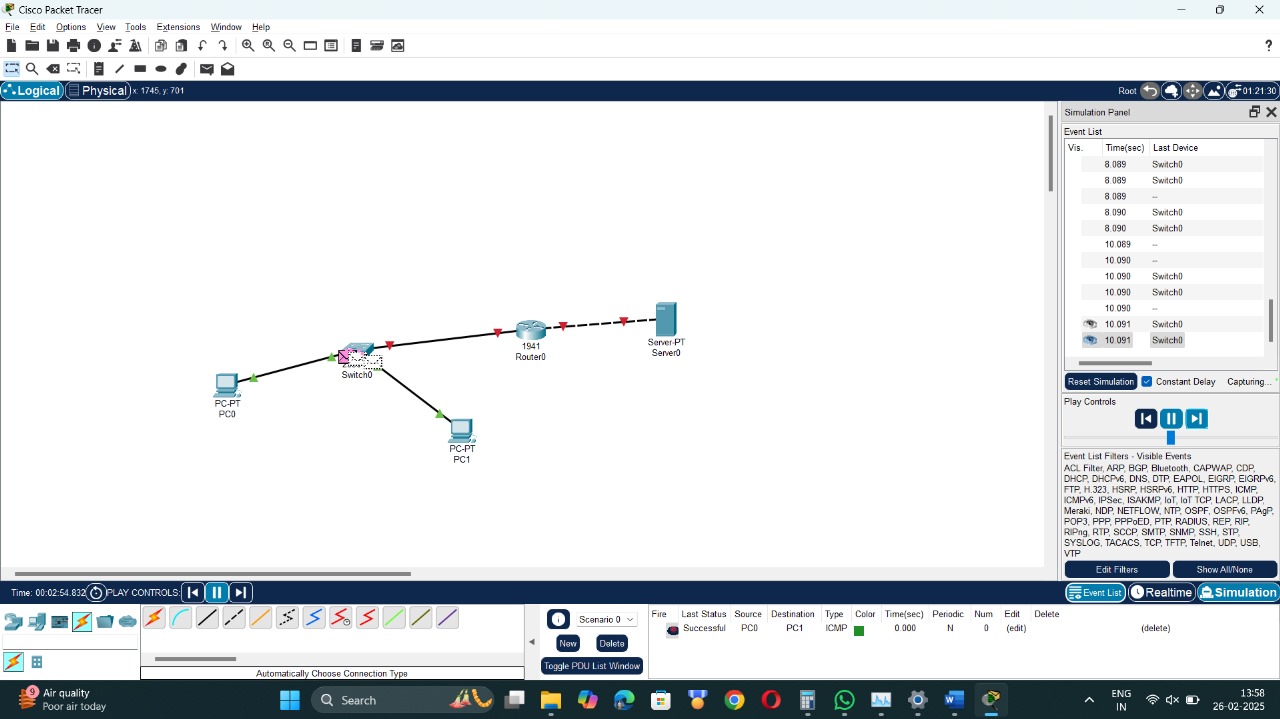 Cisco Packet Tracer
File Edit Options View Tools Extensions Window Help
?
Logical Physical x: 1745, y: 701
Root 01:21:30
Simulation Panel
Event List
Vis. Time(sec) Last Device
8.089 Switch0
8.089 Switch0
8.089 --
8.090 Switch0
8.090 Switch0
10.089 --
10.090 --
10.090 Switch0
10.090 Switch0
10.090 --
10.091 Switch0
10.091 Switch0
Reset Simulation Constant Delay Capturing...
Play Controls
Event List Filters - Visible Events
ACL Filter, ARP, BGP, Bluetooth, CAPWAP, CDP,
DHCP, DHCPv6, DNS, DTP, EAPOL, EIGRP, EIGRPv6,
FTP, H.323, HSRP, HSRPv6, HTTP, HTTPS, ICMP,
ICMPv6, IPSec, ISAKMP, IoT, IoT TCP, LACP, LLDP,
Meraki, NDP, NETFLOW, NTP, OSPF, OSPFv6, PAgP,
POP3, PPP, PPPoED, PTP, RADIUS, REP, RIP,
RIPng, RTP, SCCP, SMTP, SNMP, SSH, STP,
SYSLOG, TACACS, TCP, TFTP, Telnet, UDP, USB,
VTP
Edit Filters Show All/None
1941
Router0
Server-PT
Server0
Switch0
PC-PT
PC0
PC-PT
PC1
Time: 00:02:54.832 PLAY CONTROLS:
Event List Realtime Simulation
Automatically Choose Connection Type
Scenario 0
New Delete
Toggle PDU List Window
Fire Last Status Source Destination Type Color Time(sec) Periodic Num Edit Delete
Successful PC0 PC1 ICMP 0.000 N 0 (edit) (delete)
9
Air quality
Poor air today
Search
ENG
IN
13:58
26-02-2025